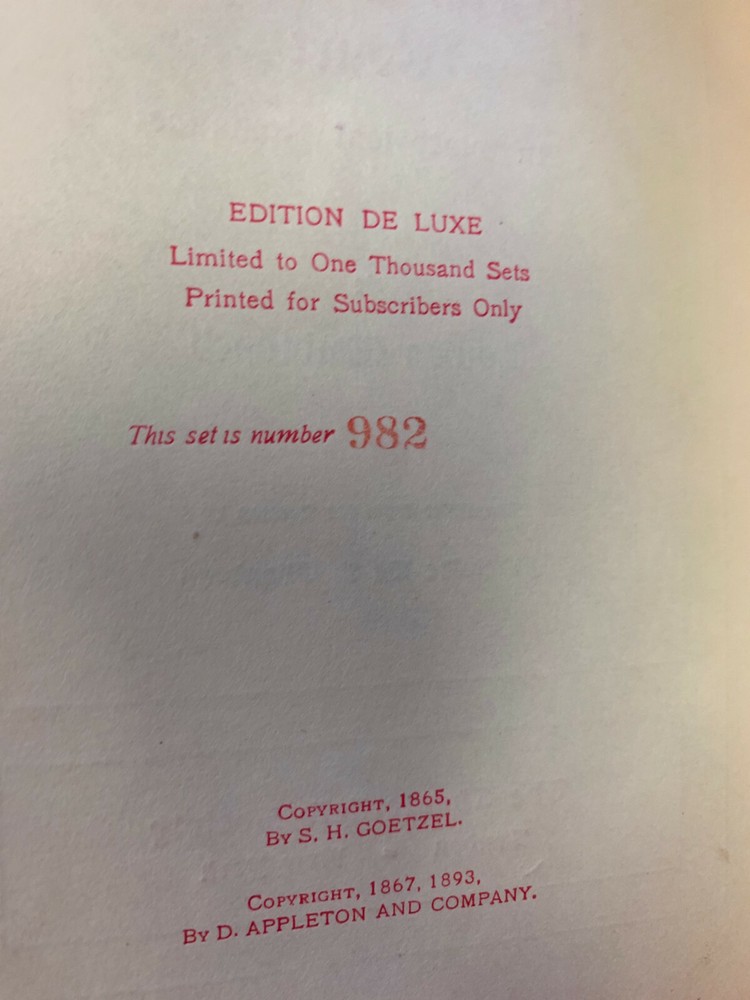 EDITION DE LUXE
Limited to One Thousand Sets
Printed for Subscribers Only
This set is number 982
COPYRIGHT, 1865,
BY S. H. GOETZEL.
COPYRIGHT, 1867, 1893,
BY D. APPLETON AND COMPANY.